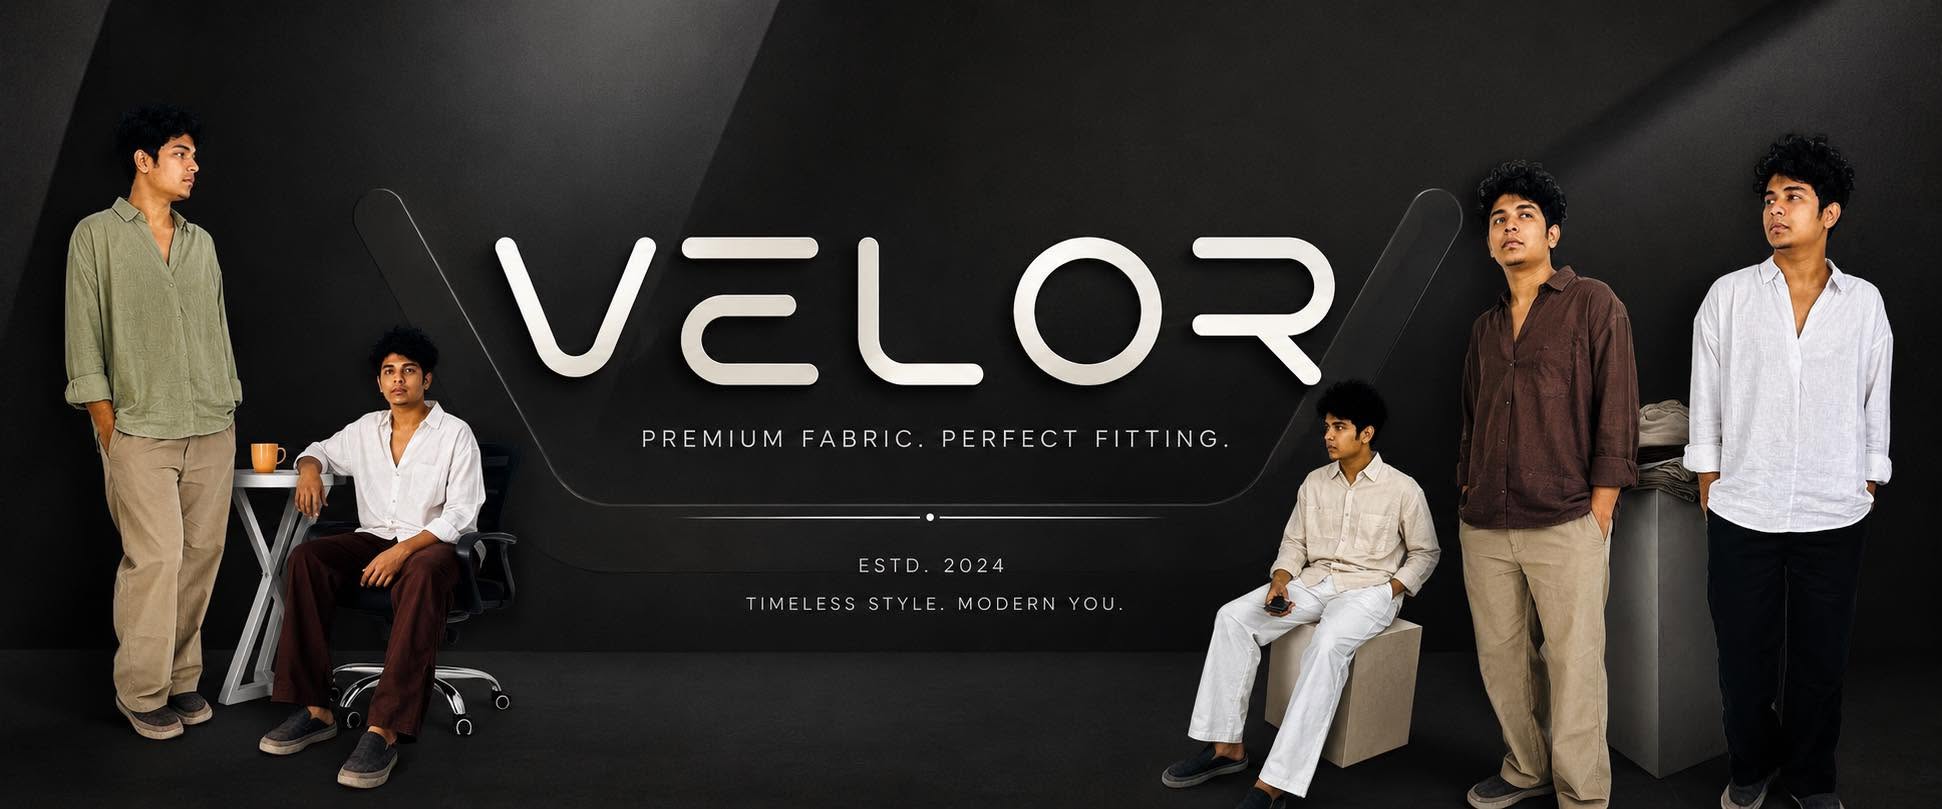 VELOR
PREMIUM FABRIC. PERFECT FITTING.
ESTD. 2024
TIMELESS STYLE. MODERN YOU.